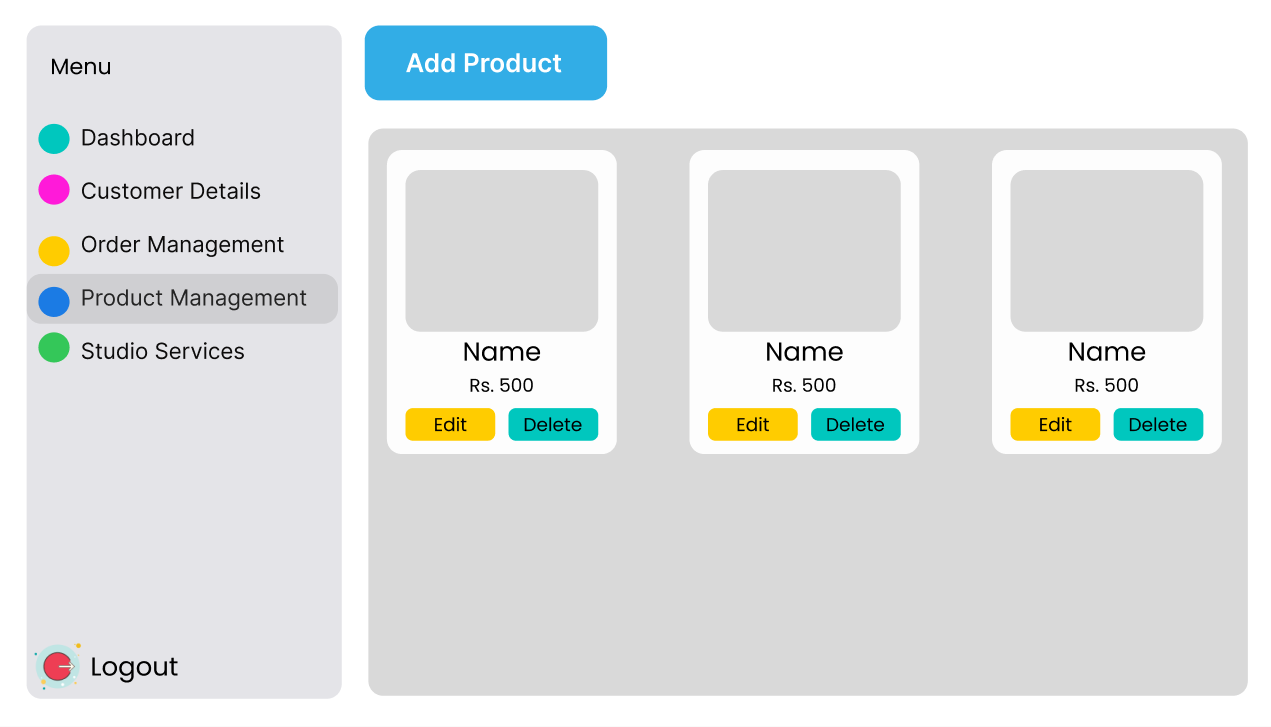 Menu
Dashboard
Customer Details
Order Management
Product Management
Studio Services
Logout
Add Product
Name
Rs. 500
Edit Delete
Name
Rs. 500
Edit Delete
Name
Rs. 500
Edit Delete